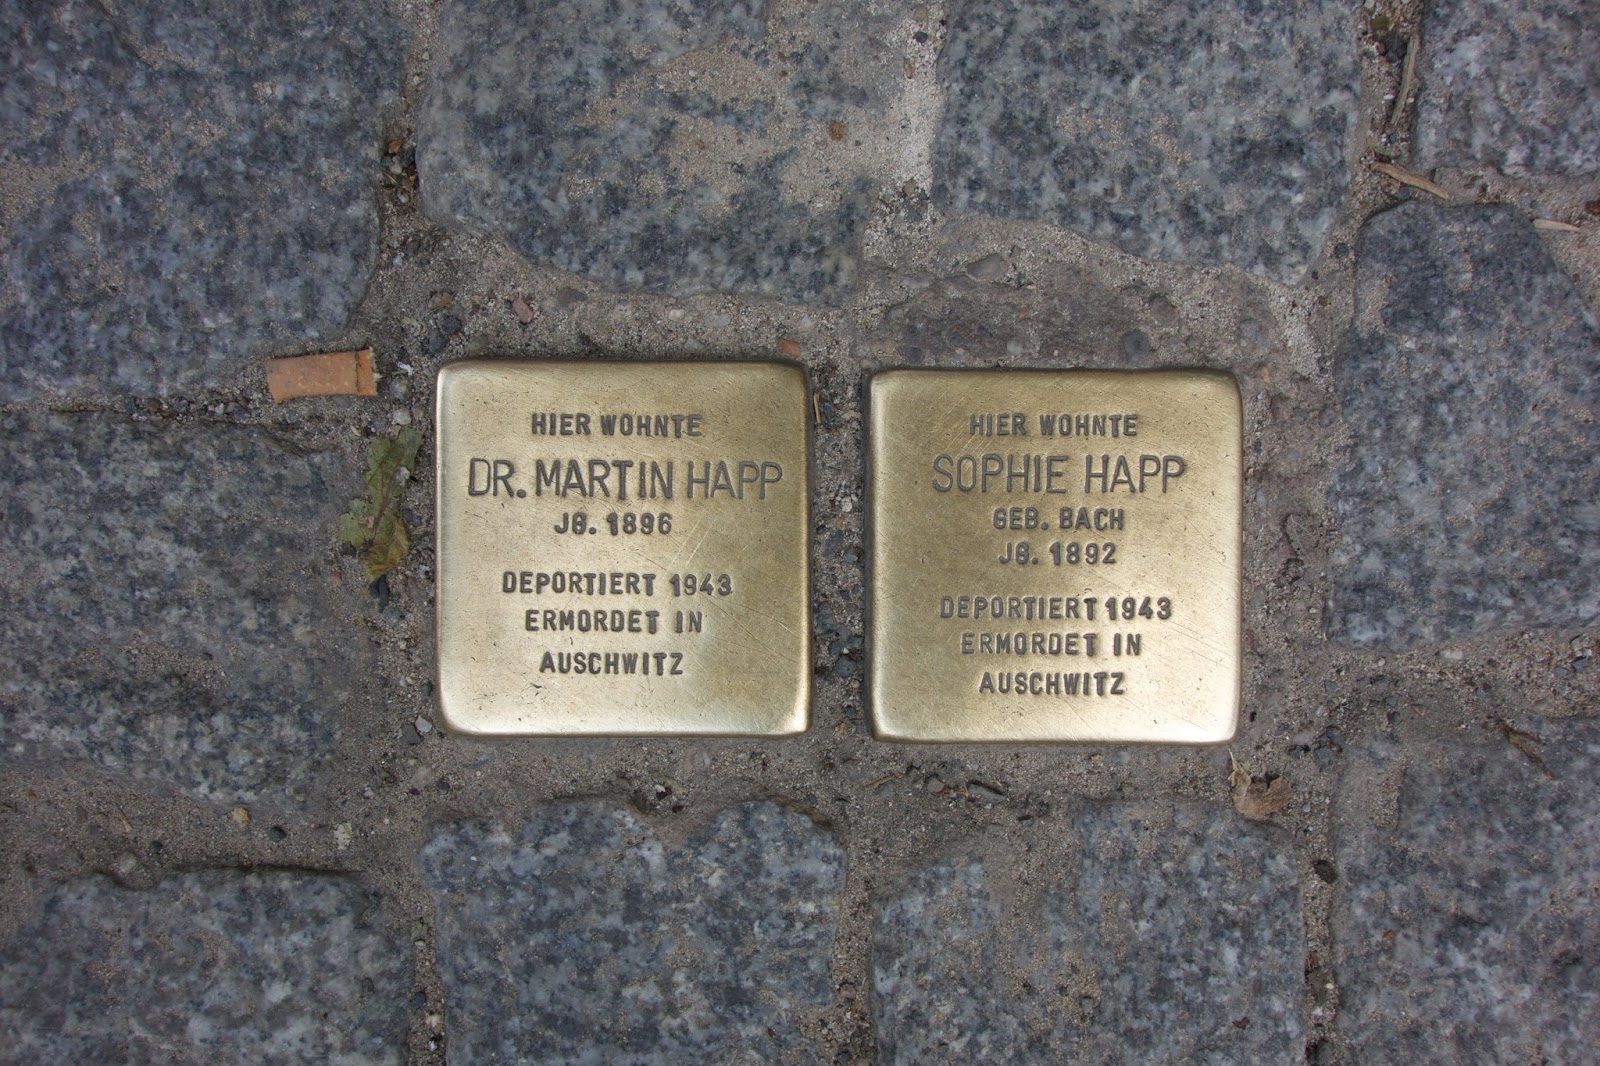 HIER WOHNTE
DR. MARTIN HAPP
JG. 1896
DEPORTIERT 1943
ERMORDET IN
AUSCHWITZ
HIER WOHNTE
SOPHIE HAPP
GEB. BACH
JG. 1892
DEPORTIERT 1943
ERMORDET IN
AUSCHWITZ